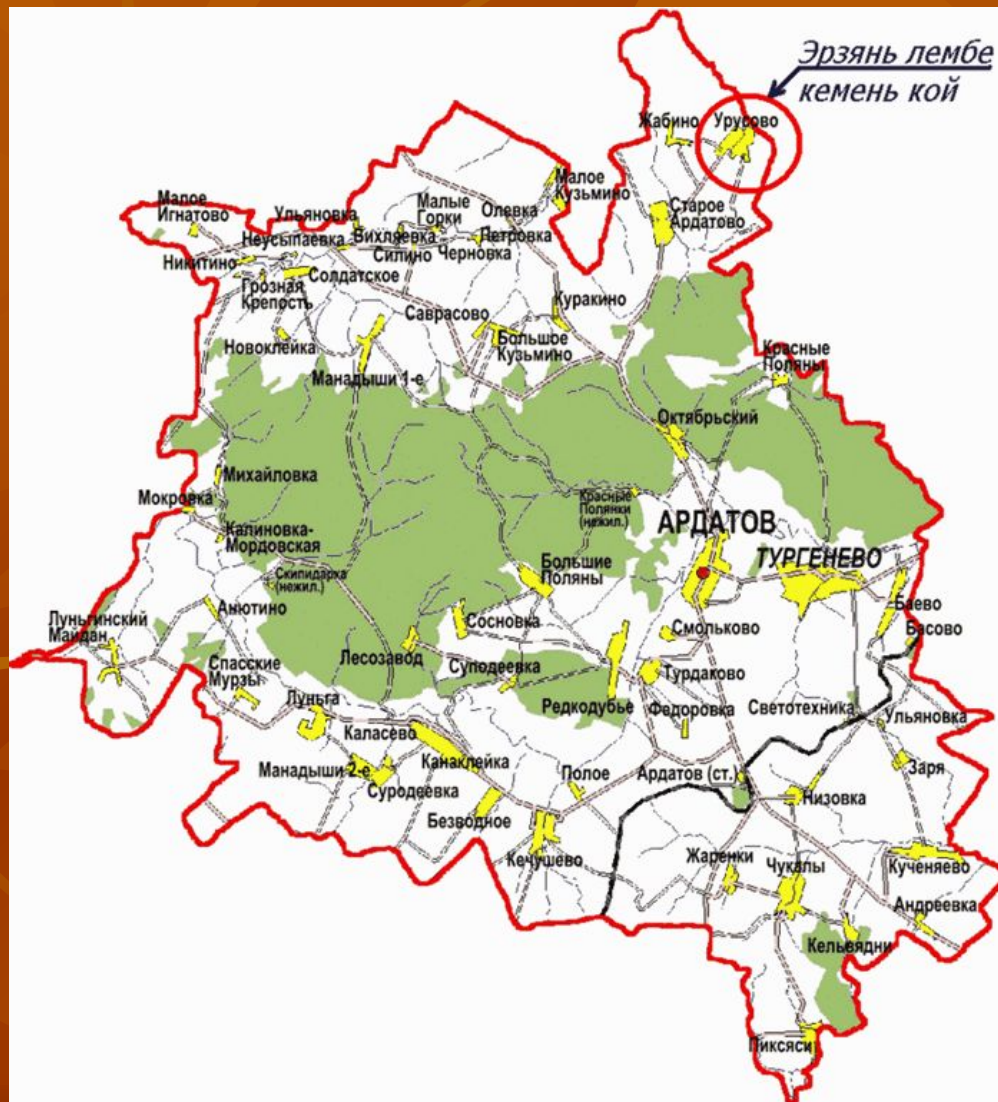 Эрзянь лембе
кемень кой
Жабино
Урусово
Малое
Кузьмино
Старое
Ардатово
Малое
Игнатово
Ульяновка
Малые
Горки
Олевка
Неусыпаевка
Вихляевка
Петровка
Никитино
Силино
Черновка
Солдатское
Грозная
Крепость
Куракино
Саврасово
Новоклейка
Большое
Кузьмино
Манадыши 1-е
Красные
Поляны
Октябрьский
Михайловка
Мокровка
Красные
Полянки
(нежил.)
АРДАТОВ
Калиновка-
Мордовская
ТУРГЕНЕВО
Большие
Поляны
Скипидарка
(нежил.)
Анютино
Баево
Луньгинский
Майдан
Сосновка
Смольково
Басово
Лесозавод
Суподеевка
Турдаково
Спасские
Мурзы
Луньга
Редкодубье
Федоровка
Светотехника
Ульяновка
Каласево
Манадыши 2-е
Канаклейка
Полое
Ардатов (ст.)
Заря
Суродеевка
Низовка
Безводное
Кечушево
Жаренки
Чукалы
Кученяево
Андреевка
Кельвядни
Пиксяси